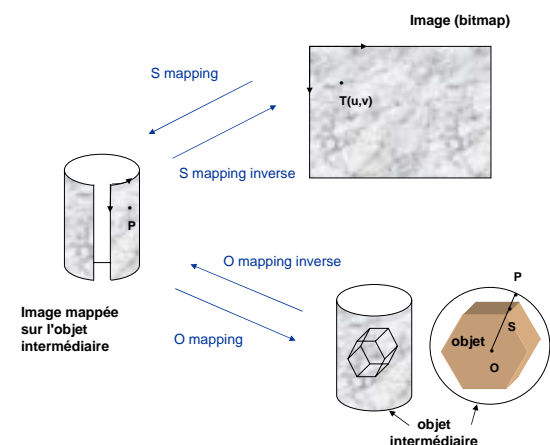 Image (bitmap)
S mapping
T(u,v)
S mapping inverse
P
O mapping inverse
Image mappée
sur l'objet
intermédiaire
O mapping
P
S
objet
O
objet
intermédiaire